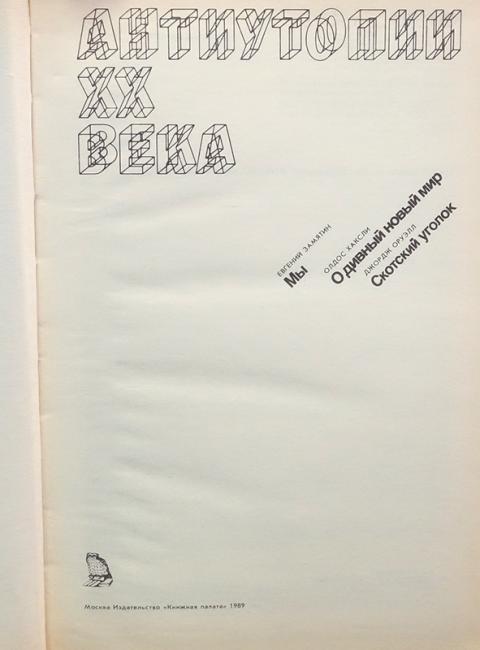 АНТИУТОПИИ
XX
ВЕКА
ЕВГЕНИЙ ЗАМЯТИН
Мы
ОЛДОС ХАКСЛИ
О дивный новый мир
ДЖОРДЖ ОРУЭЛЛ
Скотский уголок
Москва Издательство «Книжная палата» 1989